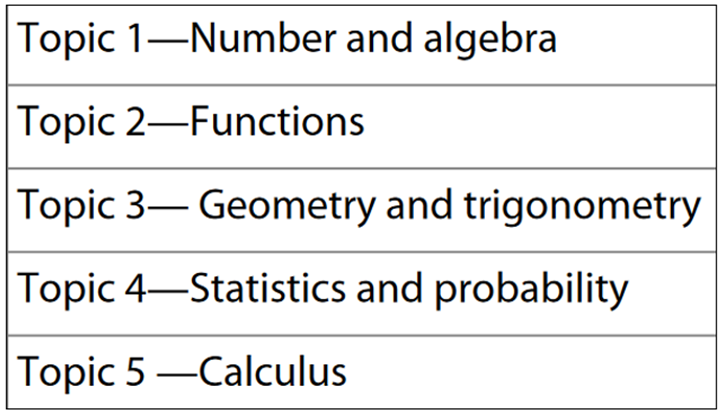 Topic 1—Number and algebra
Topic 2—Functions
Topic 3— Geometry and trigonometry
Topic 4—Statistics and probability
Topic 5 —Calculus